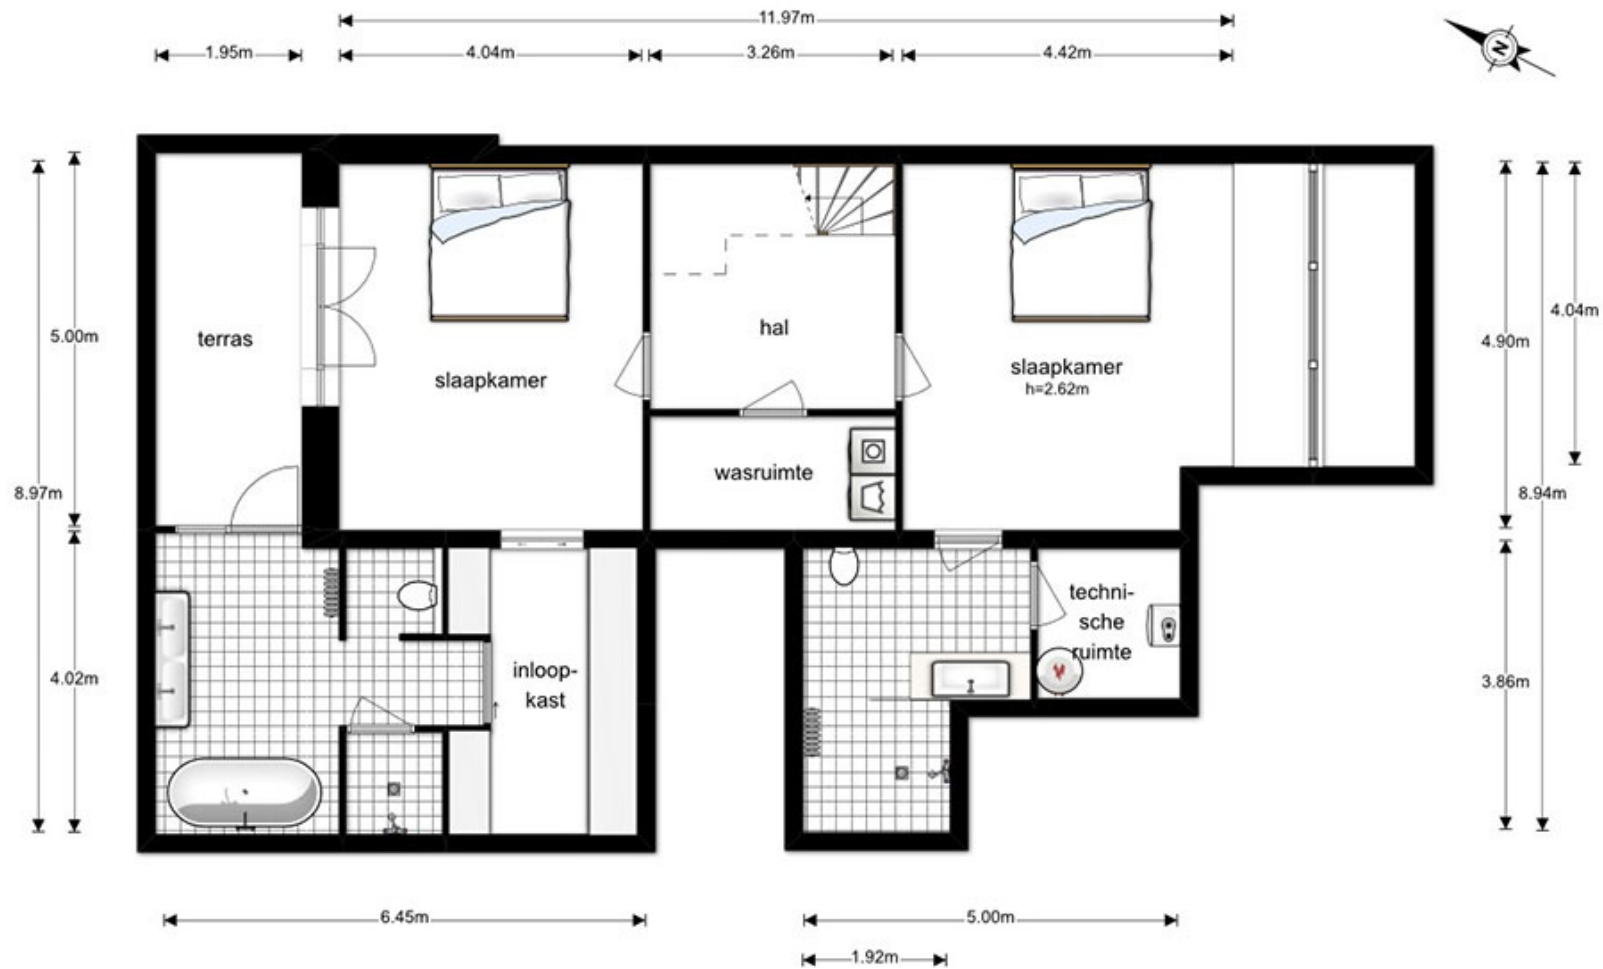 11.97m
1.95m
4.04m
3.26m
4.42m
N
5.00m
8.97m
4.02m
terras
slaapkamer
hal
wasruimte
slaapkamer
h=2.62m
inloop-
kast
techni-
sche
ruimte
4.04m
4.90m
8.94m
3.86m
6.45m
5.00m
1.92m